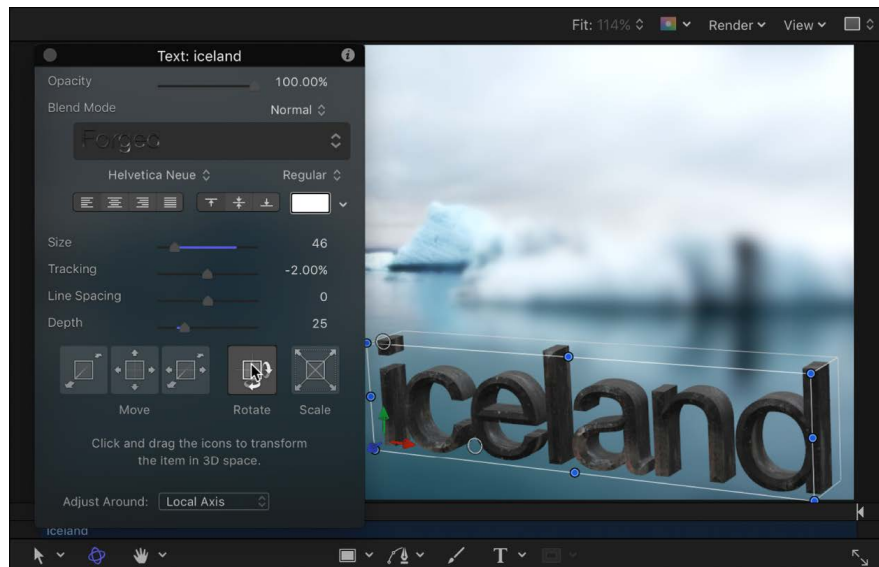 Fit: 114% Render View
Text: iceland
Opacity 100.00%
Blend Mode Normal
Forged
Helvetica Neue Regular
Size 46
Tracking -2.00%
Line Spacing 0
Depth 25
Move Rotate Scale
Click and drag the icons to transform
the item in 3D space.
Adjust Around: Local Axis
iceland
iceland
T